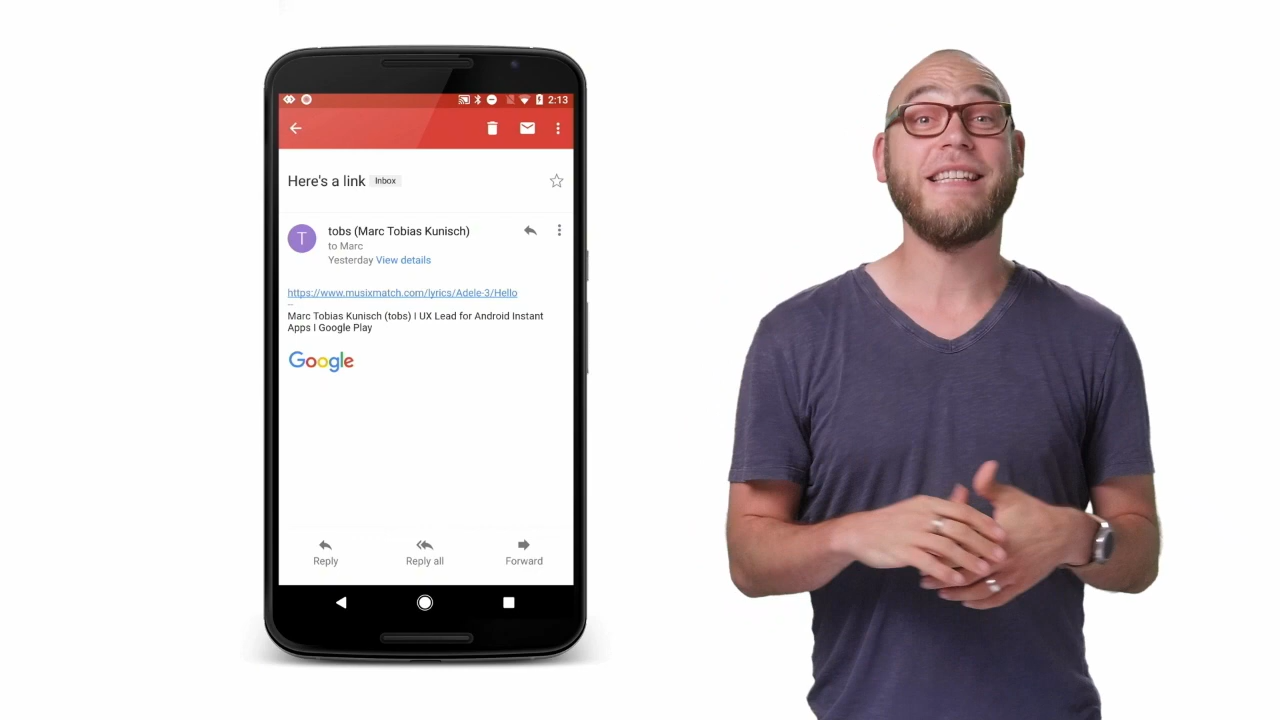 2:13
Here's a link Inbox
T
tobs (Marc Tobias Kunisch)
to Marc
Yesterday View details
https://www.musixmatch.com/lyrics/Adele-3/Hello
--
Marc Tobias Kunisch (tobs) | UX Lead for Android Instant
Apps | Google Play
Google
Reply Reply all Forward